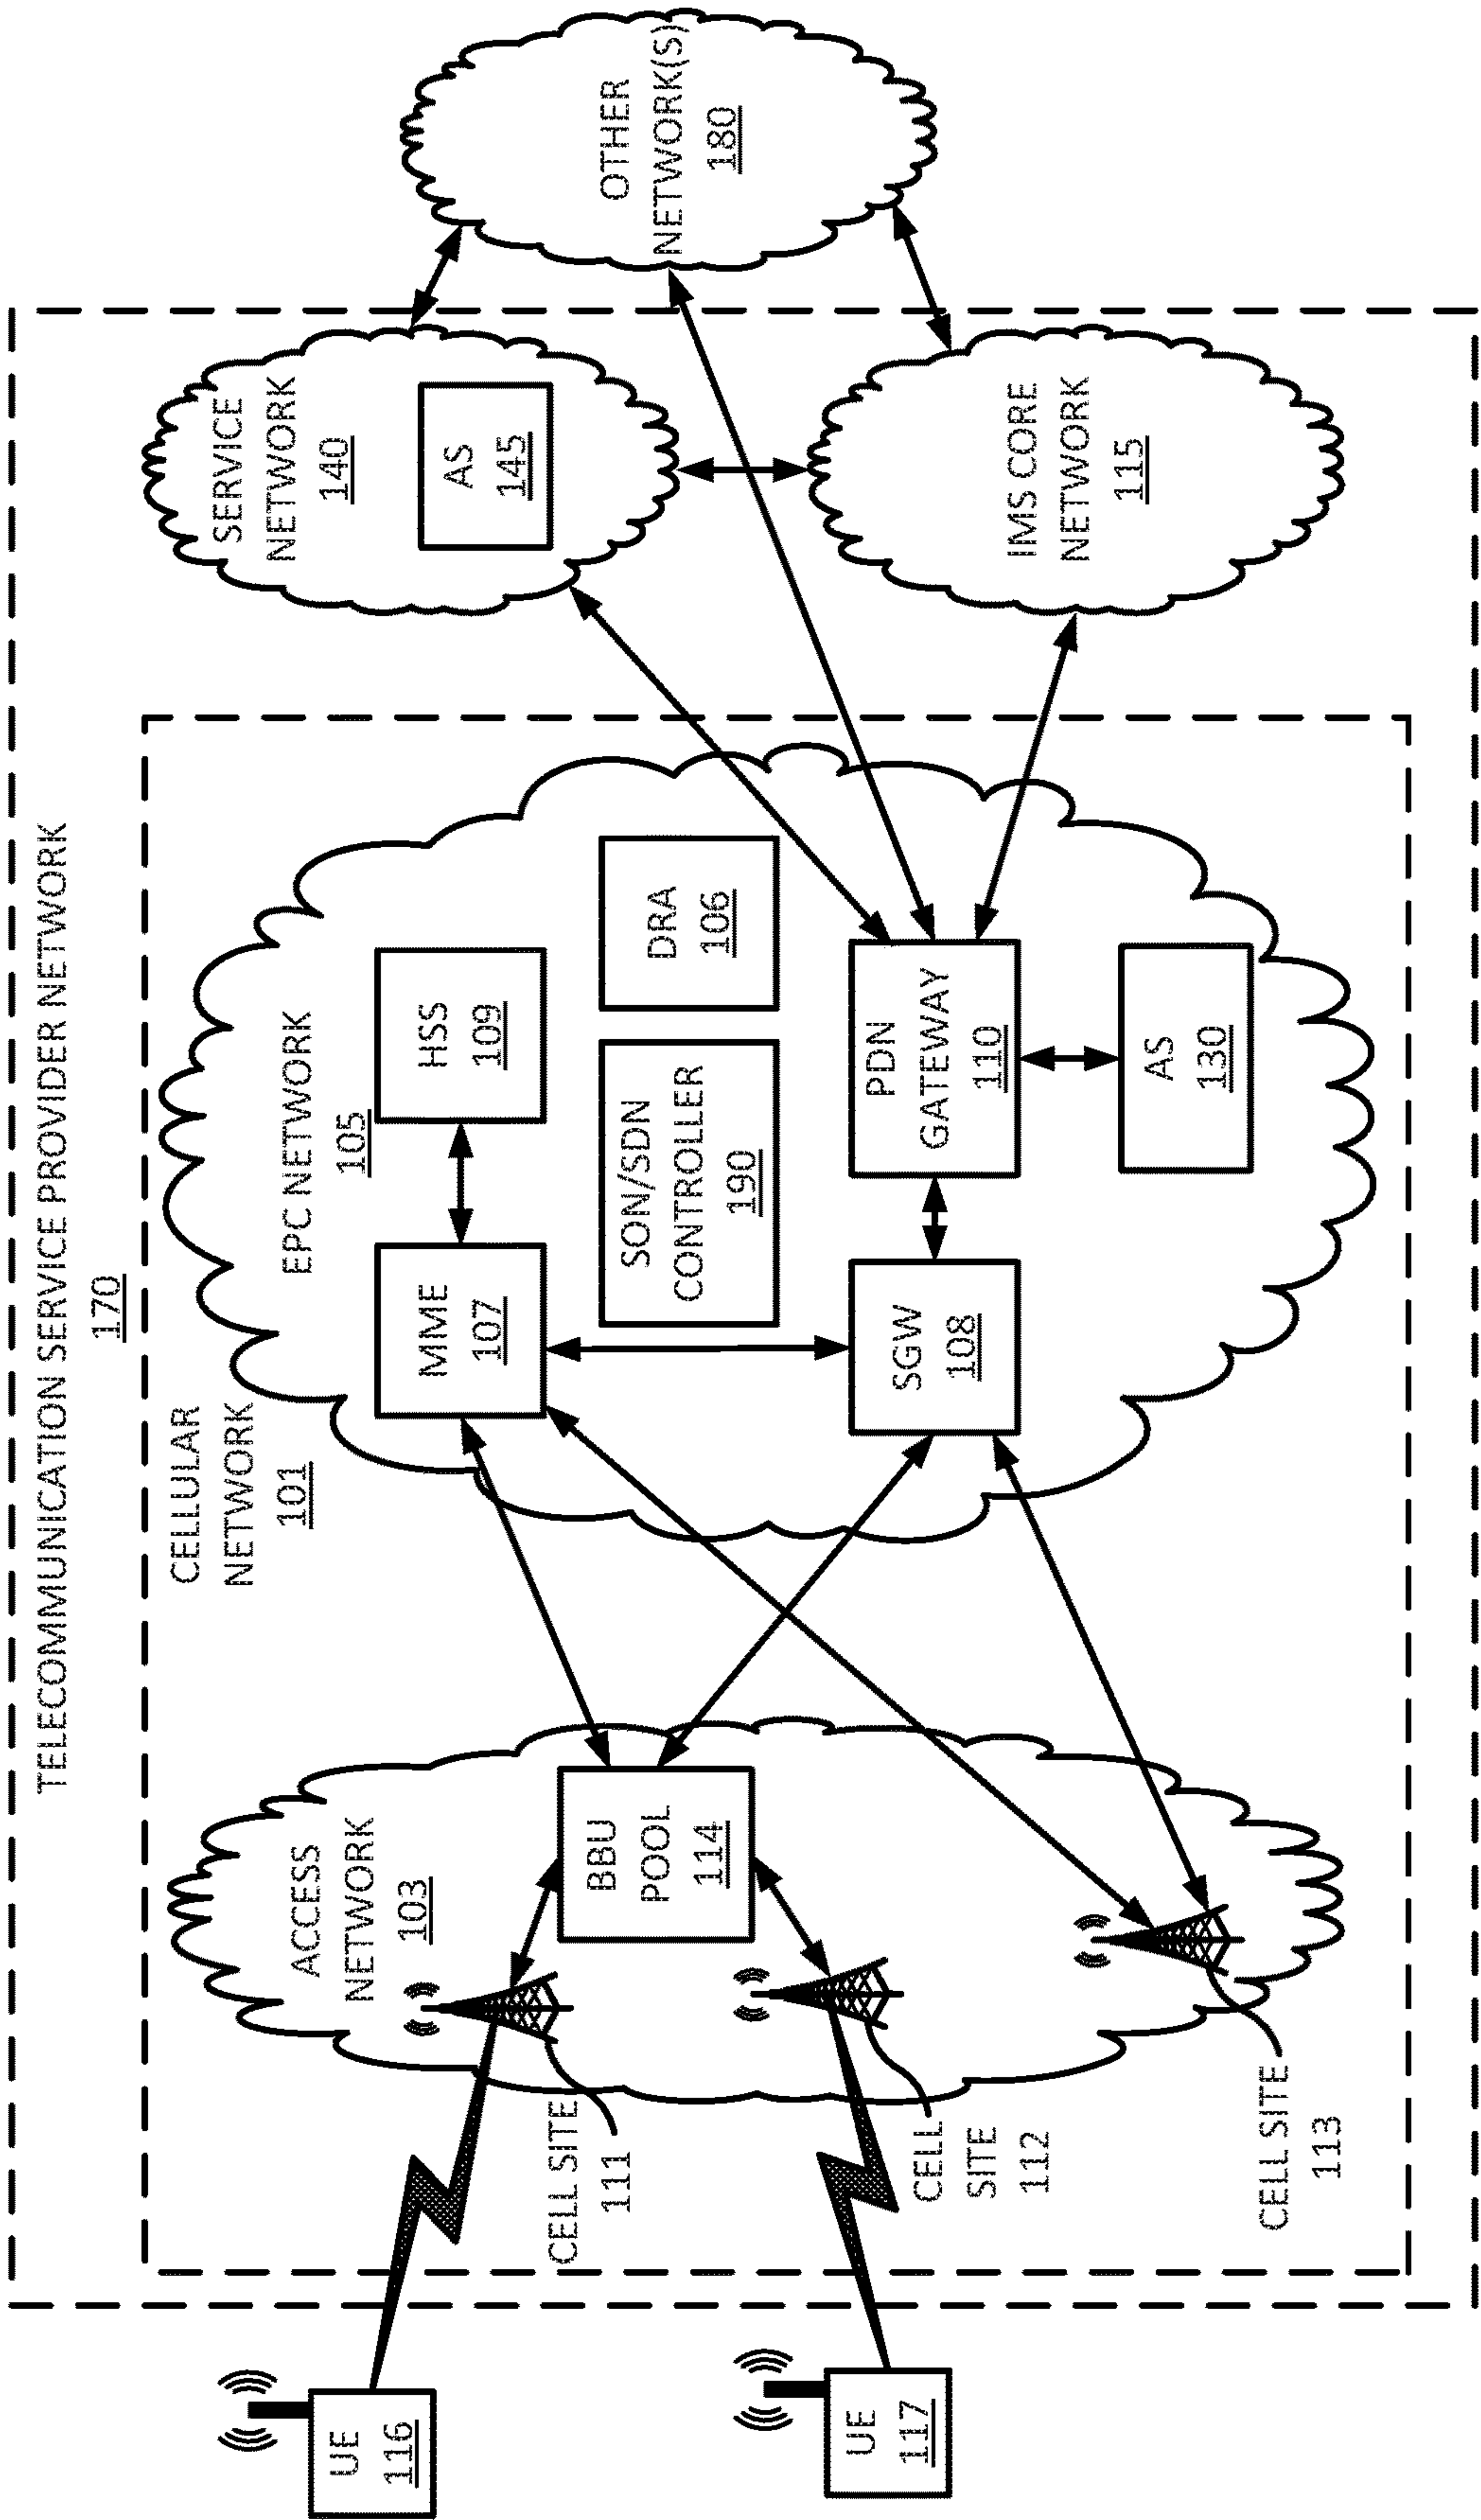 TELECOMMUNICATION SERVICE PROVIDER NETWORK
170
CELLULAR
NETWORK
101
EPC NETWORK
105
ACCESS
NETWORK
103
UE
116
UE
117
CELL SITE
111
CELL
SITE
112
CELL SITE
113
BBU
POOL
114
MME
107
HSS
109
SON/SDN
CONTROLLER
190
DRA
106
SGW
108
PDN
GATEWAY
110
AS
130
SERVICE
NETWORK
140
AS
145
IMS CORE
NETWORK
115
OTHER
NETWORK(S)
180